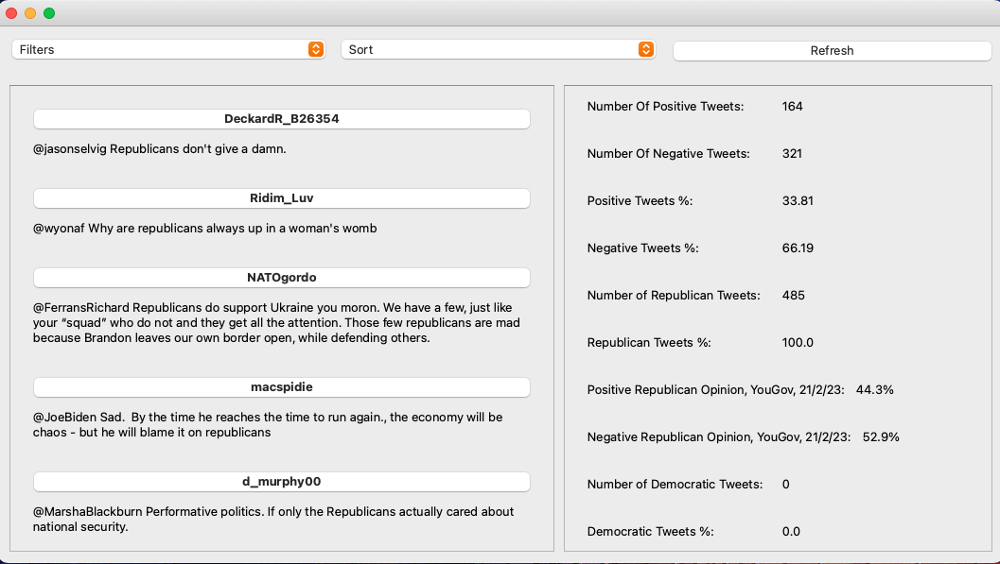 Filters Sort Refresh
DeckardR_B26354
@jasonselvig Republicans don't give a damn.
Ridim_Luv
@wyonaf Why are republicans always up in a woman's womb
NATOgordo
@FerransRichard Republicans do support Ukraine you moron. We have a few, just like
your “squad” who do not and they get all the attention. Those few republicans are mad
because Brandon leaves our own border open, while defending others.
macspidie
@JoeBiden Sad.  By the time he reaches the time to run again., the economy will be
chaos - but he will blame it on republicans
d_murphy00
@MarshaBlackburn Performative politics. If only the Republicans actually cared about
national security.
Number Of Positive Tweets: 164
Number Of Negative Tweets: 321
Positive Tweets %: 33.81
Negative Tweets %: 66.19
Number of Republican Tweets: 485
Republican Tweets %: 100.0
Positive Republican Opinion, YouGov, 21/2/23: 44.3%
Negative Republican Opinion, YouGov, 21/2/23: 52.9%
Number of Democratic Tweets: 0
Democratic Tweets %: 0.0